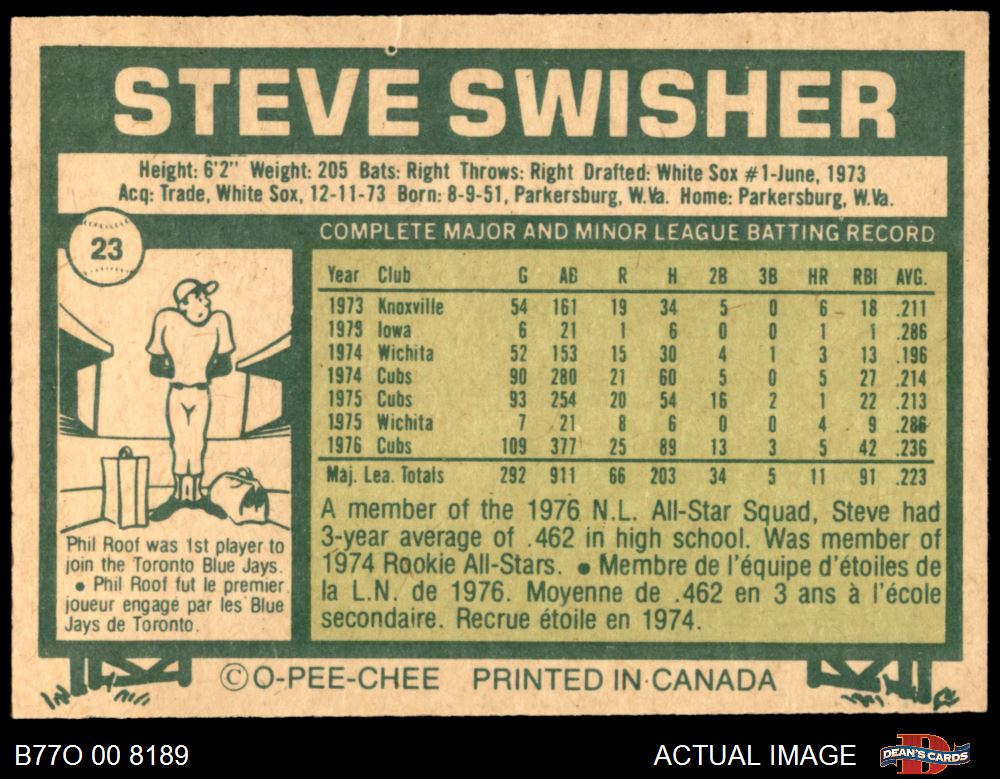 STEVE SWISHER
Height: 6'2" Weight: 205 Bats: Right Throws: Right Drafted: White Sox #1-June, 1973
Acq: Trade, White Sox, 12-11-73 Born: 8-9-51, Parkersburg, W.Va. Home: Parkersburg, W.Va.
23
COMPLETE MAJOR AND MINOR LEAGUE BATTING RECORD
Year Club G AB R H 2B 3B HR RBI AVG.
1973 Knoxville 54 161 19 34 5 0 6 18 .211
1973 Iowa 6 21 1 6 0 0 1 1 .286
1974 Wichita 52 153 15 30 4 1 3 13 .196
1974 Cubs 90 280 21 60 5 0 5 27 .214
1975 Cubs 93 254 20 54 16 2 1 22 .213
1975 Wichita 7 21 8 6 0 0 4 9 .286
1976 Cubs 109 377 25 89 13 3 5 42 .236
Maj. Lea. Totals 292 911 66 203 34 5 11 91 .223
A member of the 1976 N.L. All-Star Squad, Steve had
3-year average of .462 in high school. Was member of
1974 Rookie All-Stars. ● Membre de l'équipe d'étoiles de
la L.N. de 1976. Moyenne de .462 en 3 ans à l'école
secondaire. Recrue étoile en 1974.
Phil Roof was 1st player to
join the Toronto Blue Jays.
● Phil Roof fut le premier
joueur engagé par les Blue
Jays de Toronto.
©O-PEE-CHEE PRINTED IN CANADA
B77O 00 8189
ACTUAL IMAGE
DEAN'S CARDS